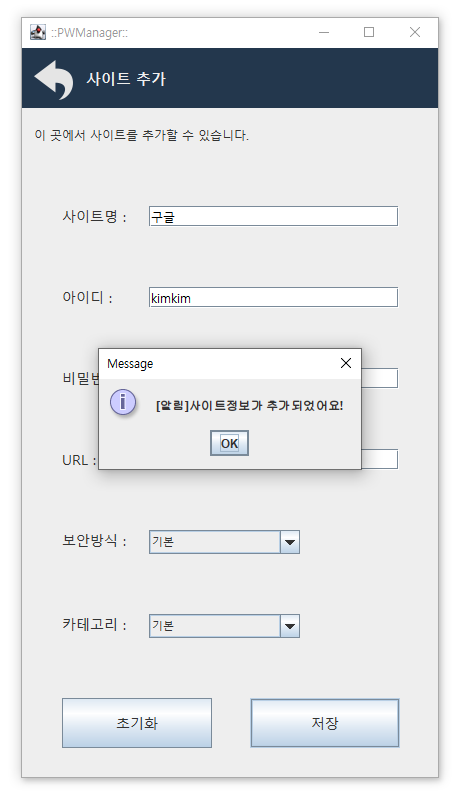 ::PWManager::
사이트 추가
이 곳에서 사이트를 추가할 수 있습니다.
사이트명 : 구글
아이디 : kimkim
Message
[알림]사이트정보가 추가되었어요!
OK
URL :
보안방식 : 기본
카테고리 : 기본
초기화 저장